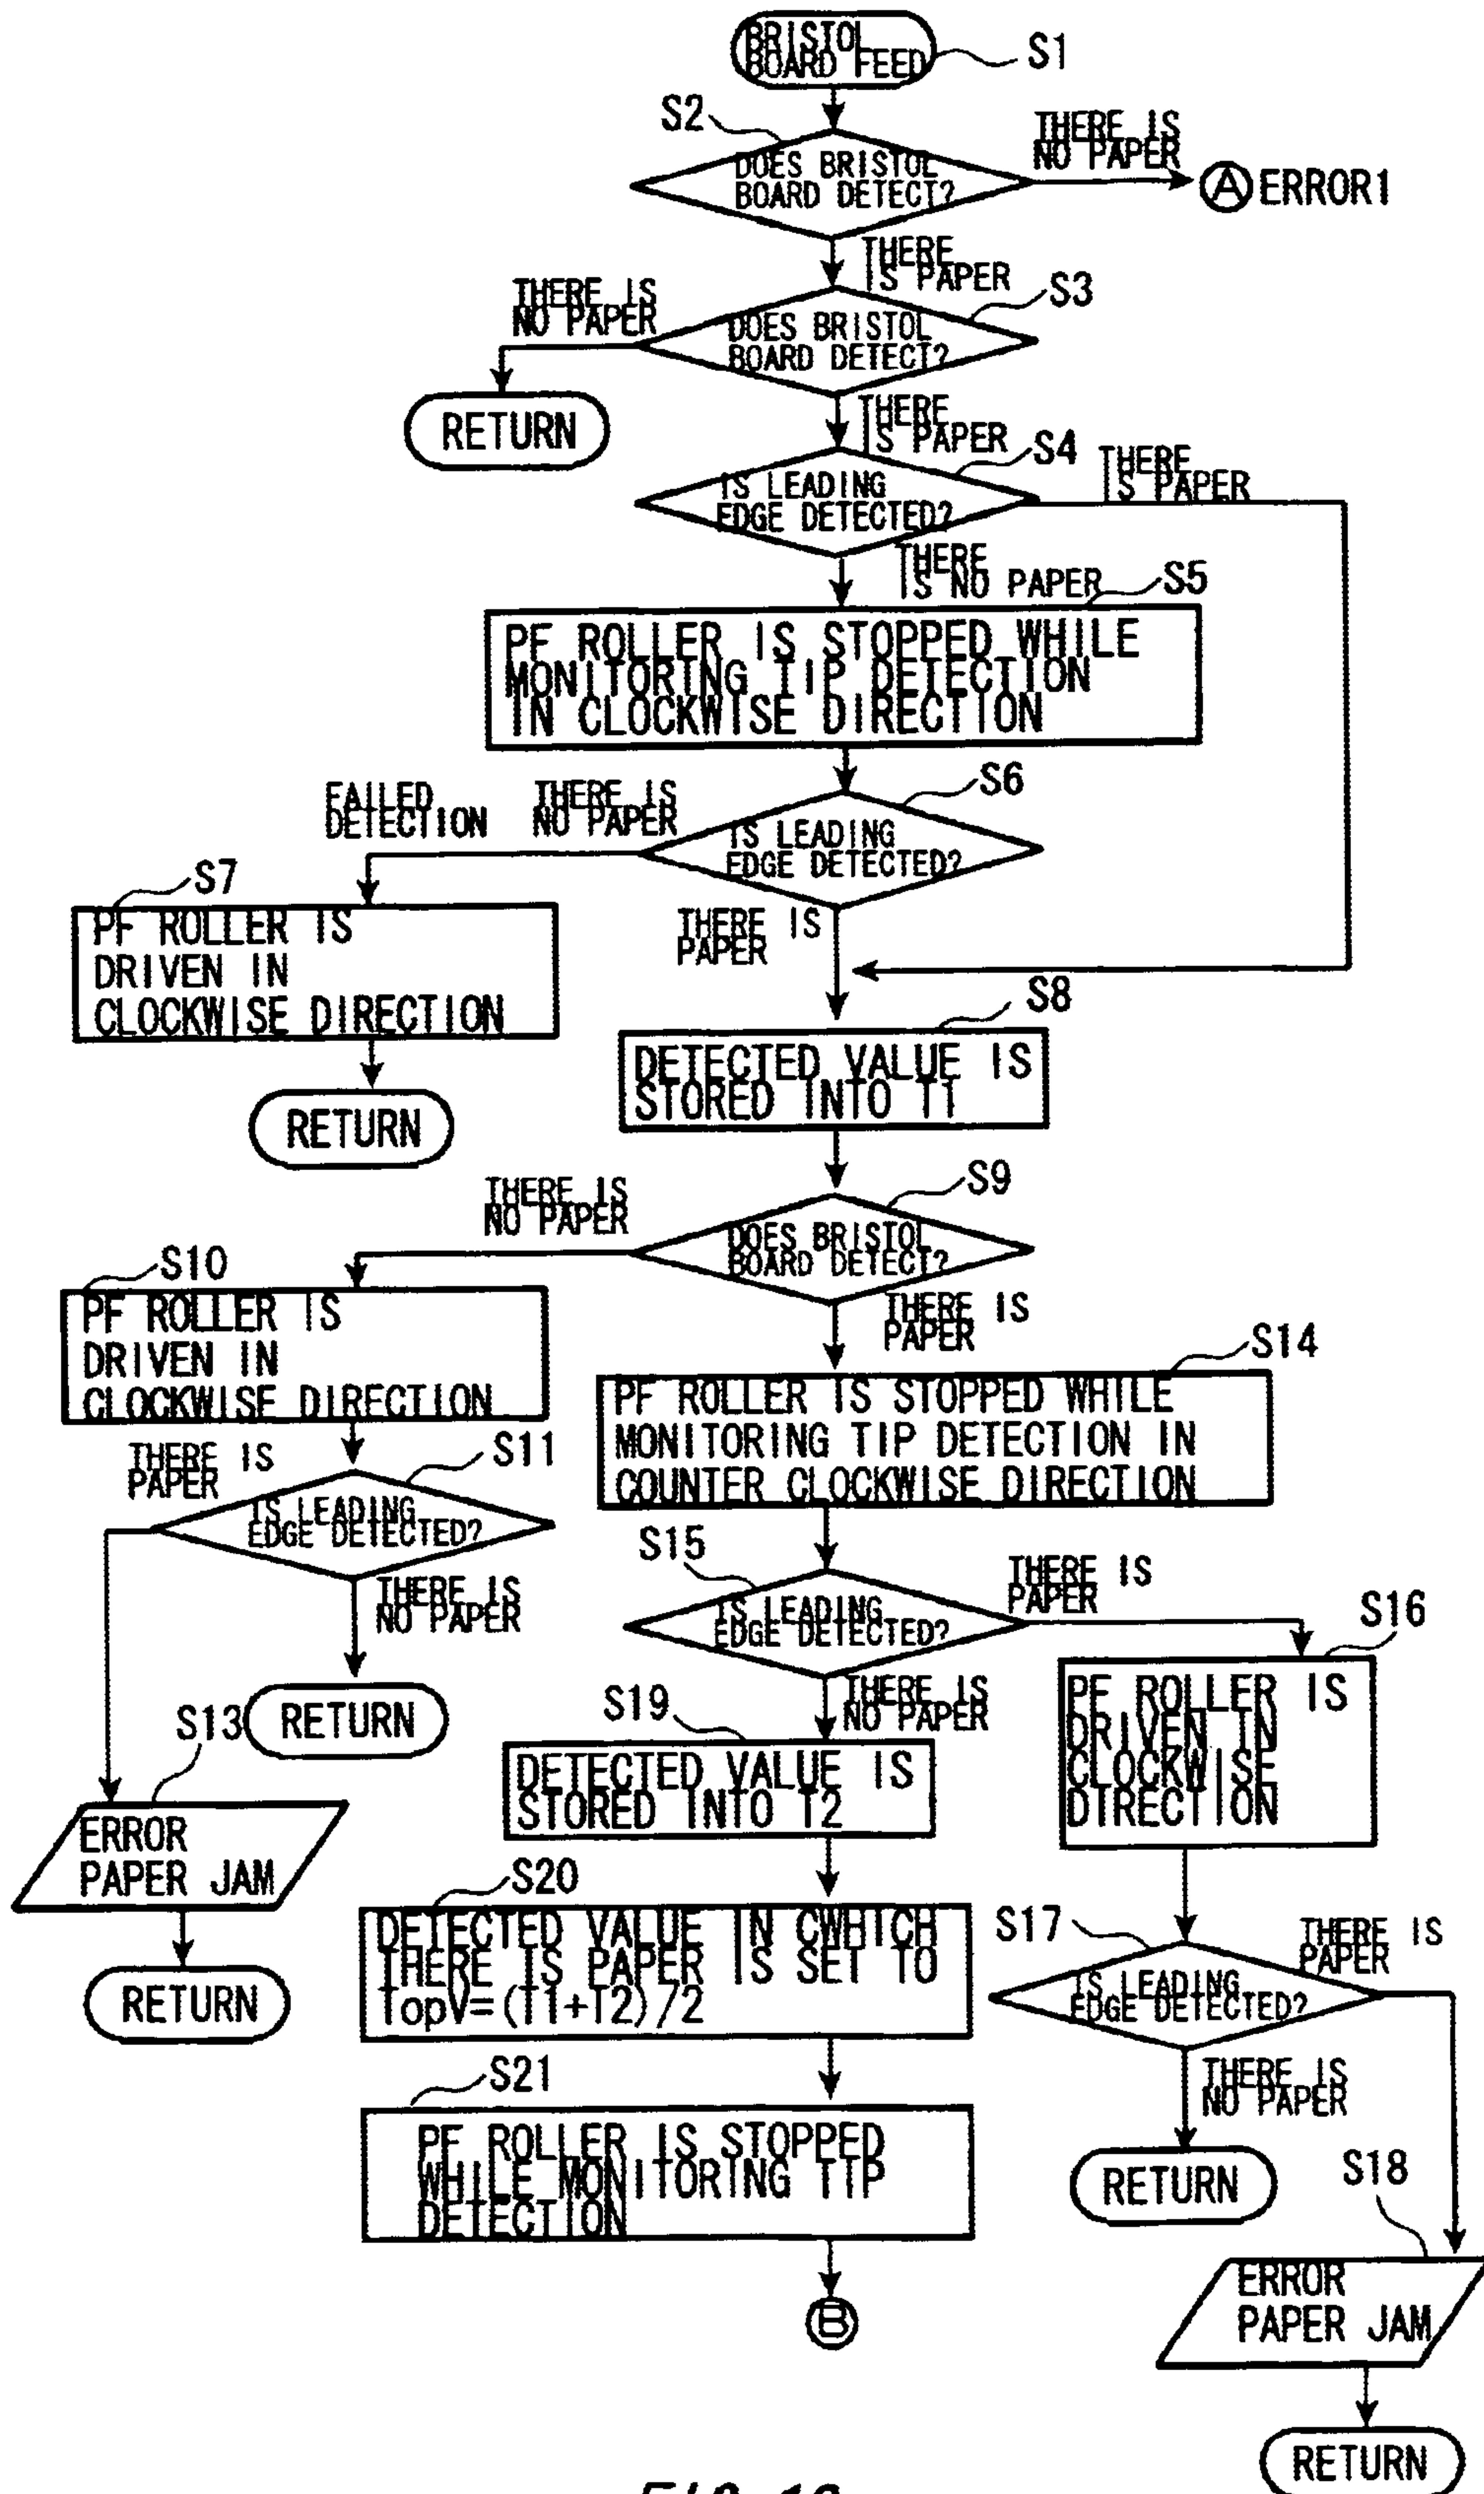 BRISTOL
BOARD FEED
S1
S2
DOES BRISTOL
BOARD DETECT?
THERE IS
NO PAPER
A ERROR1
THERE
IS PAPER
S3
THERE IS
NO PAPER
DOES BRISTOL
BOARD DETECT?
RETURN
THERE
IS PAPER
S4
IS LEADING
EDGE DETECTED?
THERE
IS PAPER
THERE
IS NO PAPER
S5
PF ROLLER IS STOPPED WHILE
MONITORING TIP DETECTION
IN CLOCKWISE DIRECTION
S6
FAILED
DETECTION
THERE IS
NO PAPER
IS LEADING
EDGE DETECTED?
S7
PF ROLLER IS
DRIVEN IN
CLOCKWISE DIRECTION
RETURN
THERE IS
PAPER
S8
DETECTED VALUE IS
STORED INTO T1
S9
THERE IS
NO PAPER
DOES BRISTOL
BOARD DETECT?
S10
PF ROLLER IS
DRIVEN IN
CLOCKWISE DIRECTION
THERE IS
PAPER
S14
PF ROLLER IS STOPPED WHILE
MONITORING TIP DETECTION IN
COUNTER CLOCKWISE DIRECTION
THERE IS
PAPER
S11
IS LEADING
EDGE DETECTED?
THERE IS
NO PAPER
RETURN
S13
ERROR
PAPER JAM
RETURN
S15
IS LEADING
EDGE DETECTED?
THERE IS
PAPER
S16
PF ROLLER IS
DRIVEN IN
CLOCKWISE
DIRECTION
THERE IS
NO PAPER
S19
DETECTED VALUE IS
STORED INTO T2
S20
DETECTED VALUE IN CWHITCH
THERE IS PAPER IS SET TO
TopV=(T1+T2)/2
S17
IS LEADING
EDGE DETECTED?
THERE IS
PAPER
THERE IS
NO PAPER
RETURN
S21
PF ROLLER IS STOPPED
WHILE MONITORING TIP
DETECTION
B
S18
ERROR
PAPER JAM
RETURN